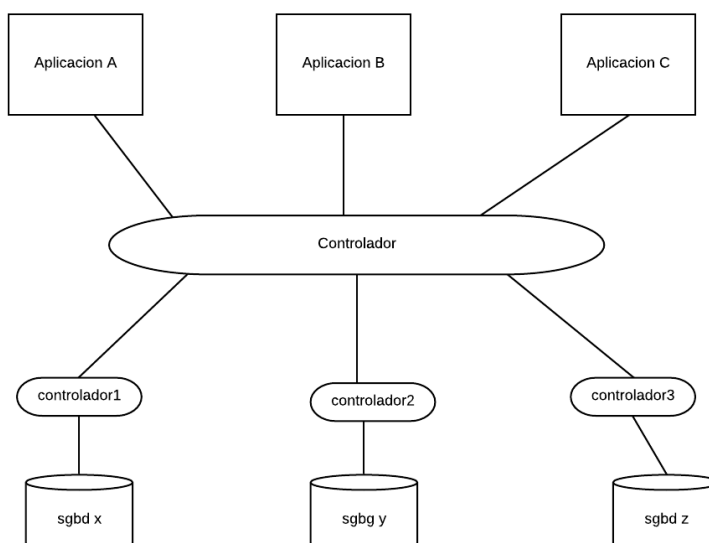 Aplicacion A
Aplicacion B
Aplicacion C
Controlador
controlador1
controlador2
controlador3
sgbd x
sgbg y
sgbd z